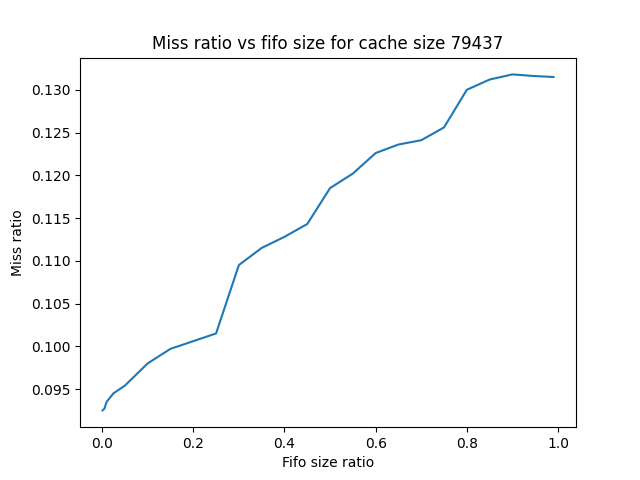 Miss ratio vs fifo size for cache size 79437
0.130
0.125
0.120
0.115
0.110
0.105
0.100
0.095
Miss ratio
0.0 0.2 0.4 0.6 0.8 1.0
Fifo size ratio